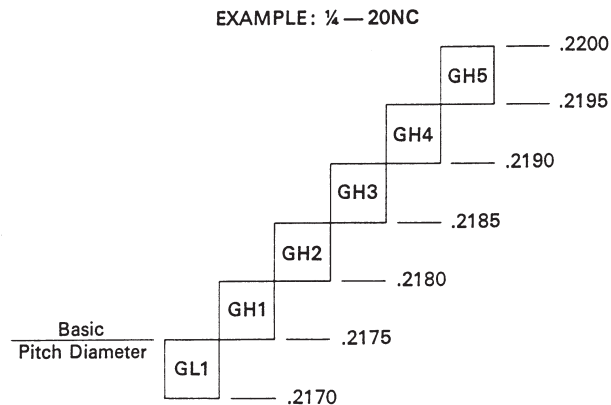 EXAMPLE: ¼ — 20NC
.2200
GH5
.2195
GH4
.2190
GH3
.2185
GH2
.2180
GH1
Basic
.2175
Pitch Diameter
GL1
.2170